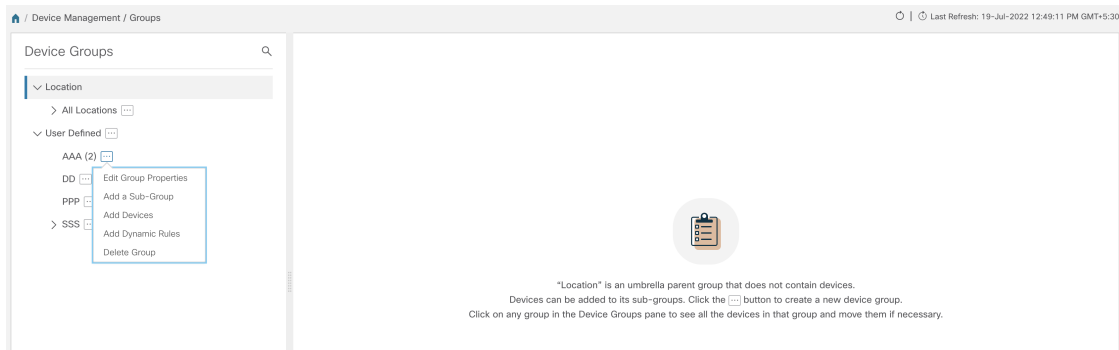 / Device Management / Groups
Last Refresh: 19-Jul-2022 12:49:11 PM GMT+5:30
Device Groups
Location
All Locations
User Defined
AAA (2)
DD
Edit Group Properties
Add a Sub-Group
PPP
Add Devices
SSS
Add Dynamic Rules
Delete Group
"Location" is an umbrella parent group that does not contain devices.
Devices can be added to its sub-groups. Click the ... button to create a new device group.
Click on any group in the Device Groups pane to see all the devices in that group and move them if necessary.